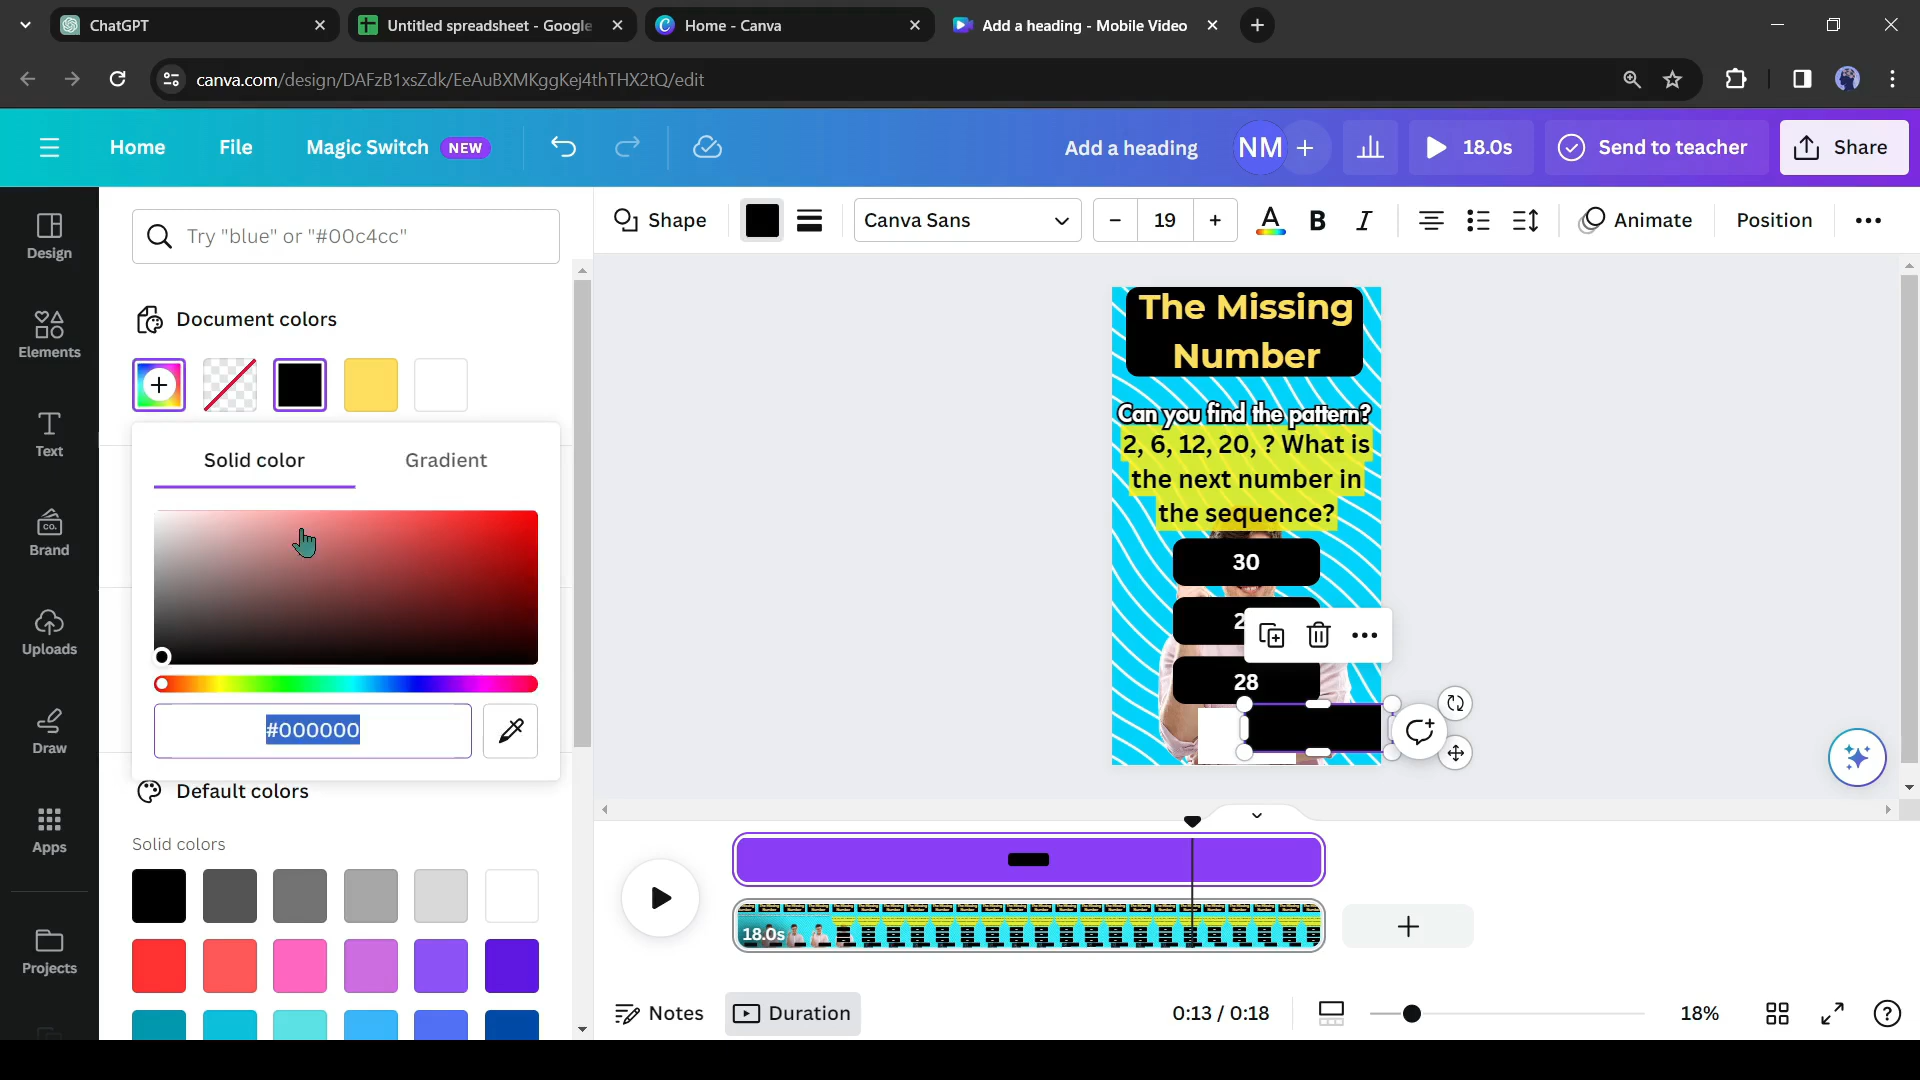 ChatGPT
Untitled spreadsheet - Google
Home - Canva
Add a heading - Mobile Video
canva.com/design/DAFzB1xsZdk/EeAuBXMKggKej4thTHX2tQ/edit
Home
File
Magic Switch NEW
Add a heading
NM
18.0s
Send to teacher
Share
Design
Elements
Text
CO.
Brand
Uploads
Draw
Apps
Projects
Try "blue" or "#00c4cc"
Document colors
Solid color
Gradient
#000000
Default colors
Solid colors
Shape
Canva Sans
19
Animate
Position
The Missing
Number
Can you find the pattern?
2, 6, 12, 20, ? What is
the next number in
the sequence?
30
2
28
18.0s
Notes
Duration
0:13 / 0:18
18%